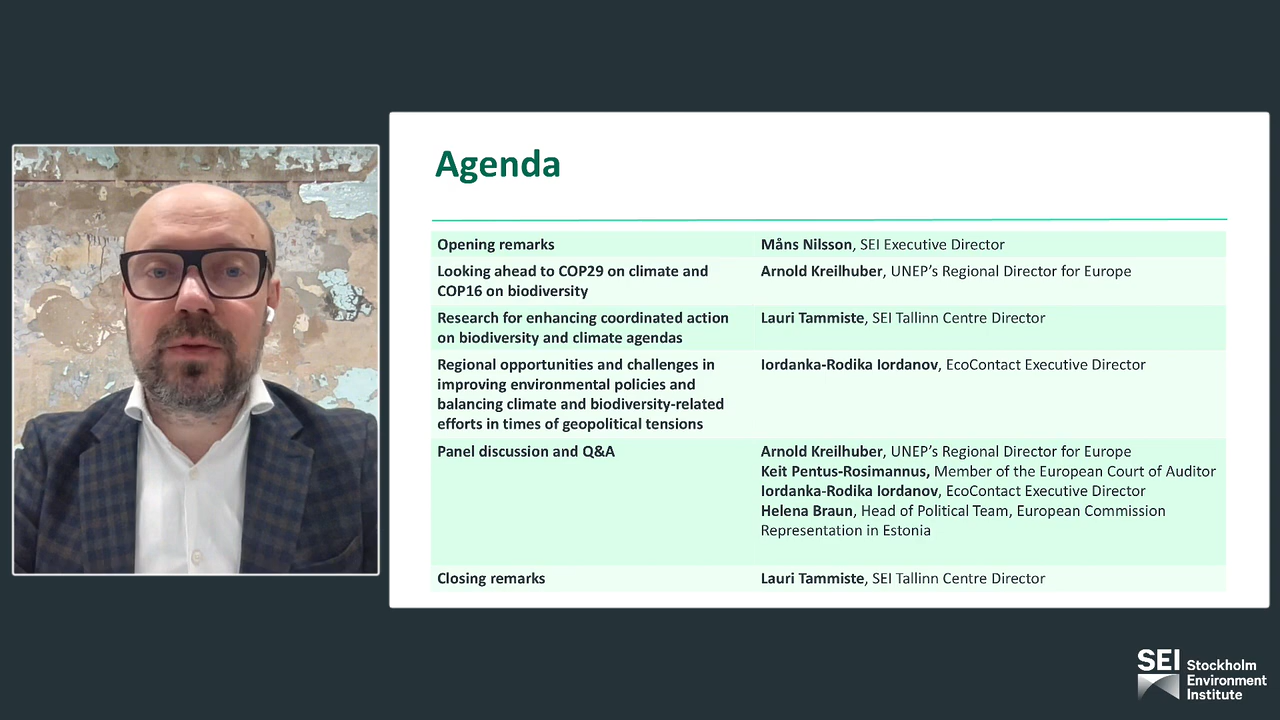 Agenda
Opening remarks
Måns Nilsson, SEI Executive Director
Looking ahead to COP29 on climate and
COP16 on biodiversity
Arnold Kreilhuber, UNEP’s Regional Director for Europe
Research for enhancing coordinated action
on biodiversity and climate agendas
Lauri Tammiste, SEI Tallinn Centre Director
Regional opportunities and challenges in
improving environmental policies and
balancing climate and biodiversity-related
efforts in times of geopolitical tensions
Iordanka-Rodika Iordanov, EcoContact Executive Director
Panel discussion and Q&A
Arnold Kreilhuber, UNEP’s Regional Director for Europe
Keit Pentus-Rosimannus, Member of the European Court of Auditor
Iordanka-Rodika Iordanov, EcoContact Executive Director
Helena Braun, Head of Political Team, European Commission
Representation in Estonia
Closing remarks
Lauri Tammiste, SEI Tallinn Centre Director
SEI Stockholm
Environment
Institute